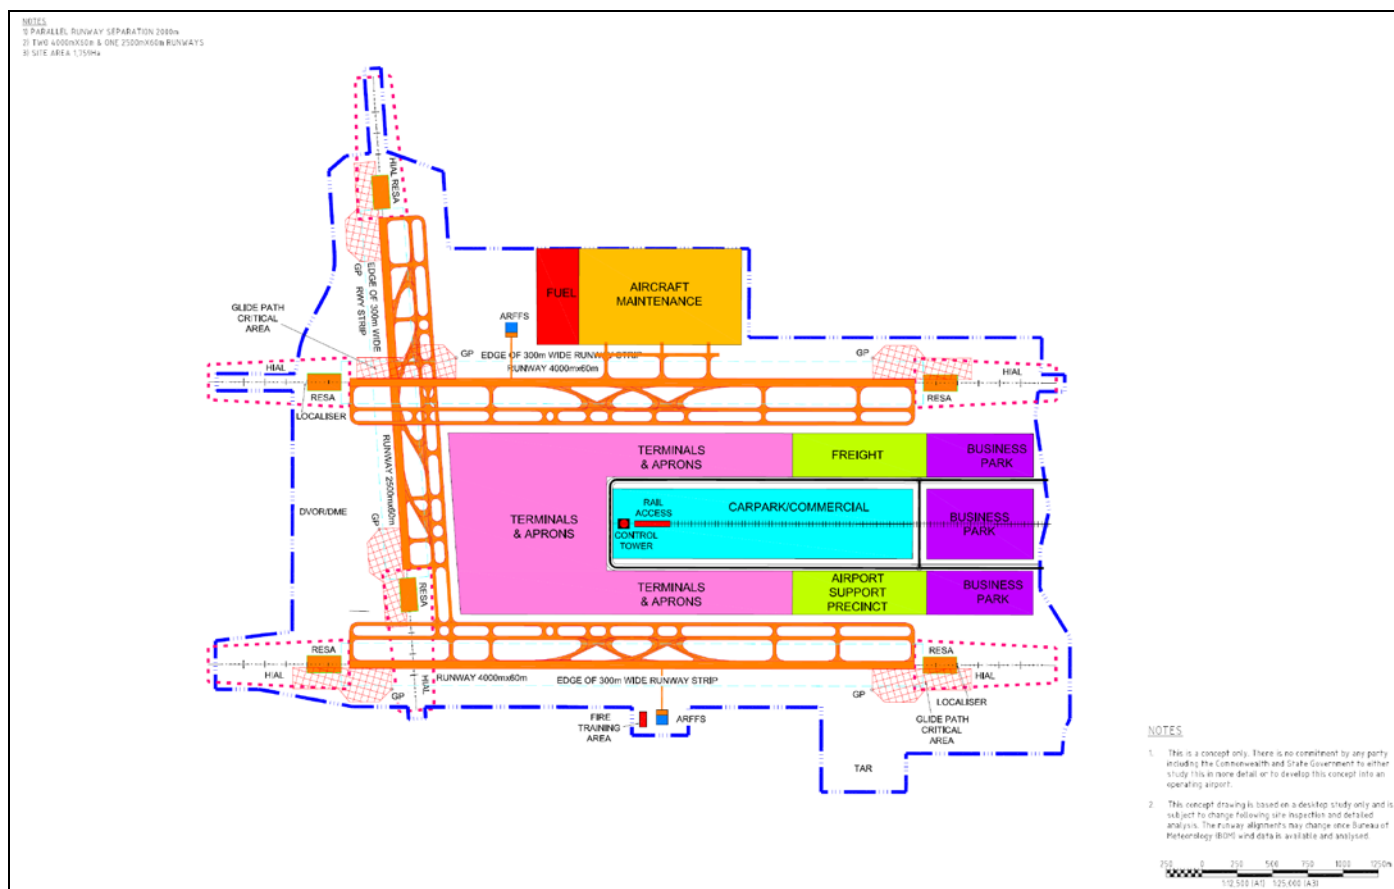 NOTES
1) PARALLEL RUNWAY SEPARATION 2000m
2) TWO 4000mX60m & ONE 2500mX60m RUNWAYS
3) SITE AREA 1,759Ha
HIAL
RESA
GP
EDGE OF 300m WIDE
RWY STRIP
GLIDE PATH
CRITICAL
AREA
ARFFS
FUEL
AIRCRAFT
MAINTENANCE
GP
EDGE OF 300m WIDE RUNWAY STRIP
RUNWAY 4000mx60m
GP
HIAL
RESA
LOCALISER
HIAL
RESA
RUNWAY 2500mx60m
TERMINALS
& APRONS
FREIGHT
BUSINESS
PARK
DVOR/DME
GP
TERMINALS
& APRONS
RAIL
ACCESS
CONTROL
TOWER
CARPARK/COMMERCIAL
BUSINESS
PARK
TERMINALS
& APRONS
AIRPORT
SUPPORT
PRECINCT
BUSINESS
PARK
RESA
RESA
HIAL
GP
HIAL
RUNWAY 4000mx60m
EDGE OF 300m WIDE RUNWAY STRIP
GP
RESA
HIAL
LOCALISER
GLIDE PATH
CRITICAL
AREA
FIRE
TRAINING
AREA
ARFFS
TAR
NOTES
1. This is a concept only. There is no commitment by any party
including the Commonwealth and State Government to either
study this in more detail or to develop this concept into an
operating airport.
2 This concept drawing is based on a desktop study only and is
subject to change following site inspection and detailed
analysis. The runway alignments may change once Bureau of
Meteorology (BOM) wind data is available and analysed.
250 0 250 500 750 1000 1250m
1:12,500 (A1) 1:25,000 (A3)